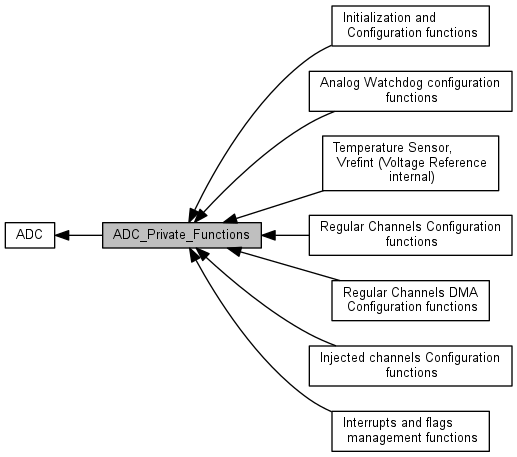 Initialization and
Configuration functions
Analog Watchdog configuration
functions
Temperature Sensor,
Vrefint (Voltage Reference
internal)
ADC
ADC_Private_Functions
Regular Channels Configuration
functions
Regular Channels DMA
Configuration functions
Injected channels Configuration
functions
Interrupts and flags
management functions